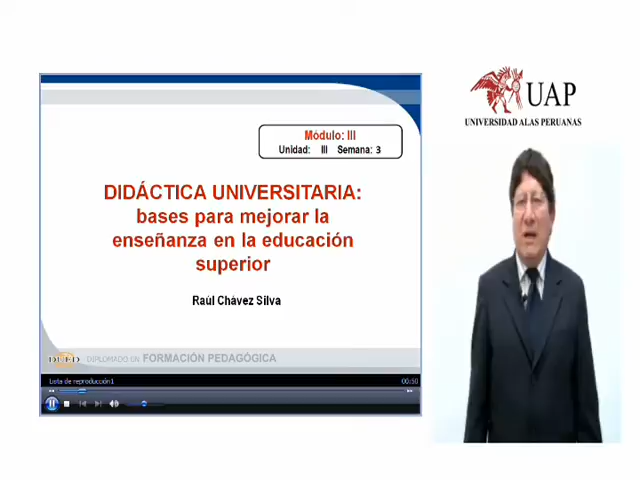 Módulo: III
Unidad: III Semana: 3
DIDÁCTICA UNIVERSITARIA:
bases para mejorar la
enseñanza en la educación
superior
Raúl Chávez Silva
DIPLOMADO EN FORMACIÓN PEDAGÓGICA
Lista de reproducción1
00:50
UAP
UNIVERSIDAD ALAS PERUANAS